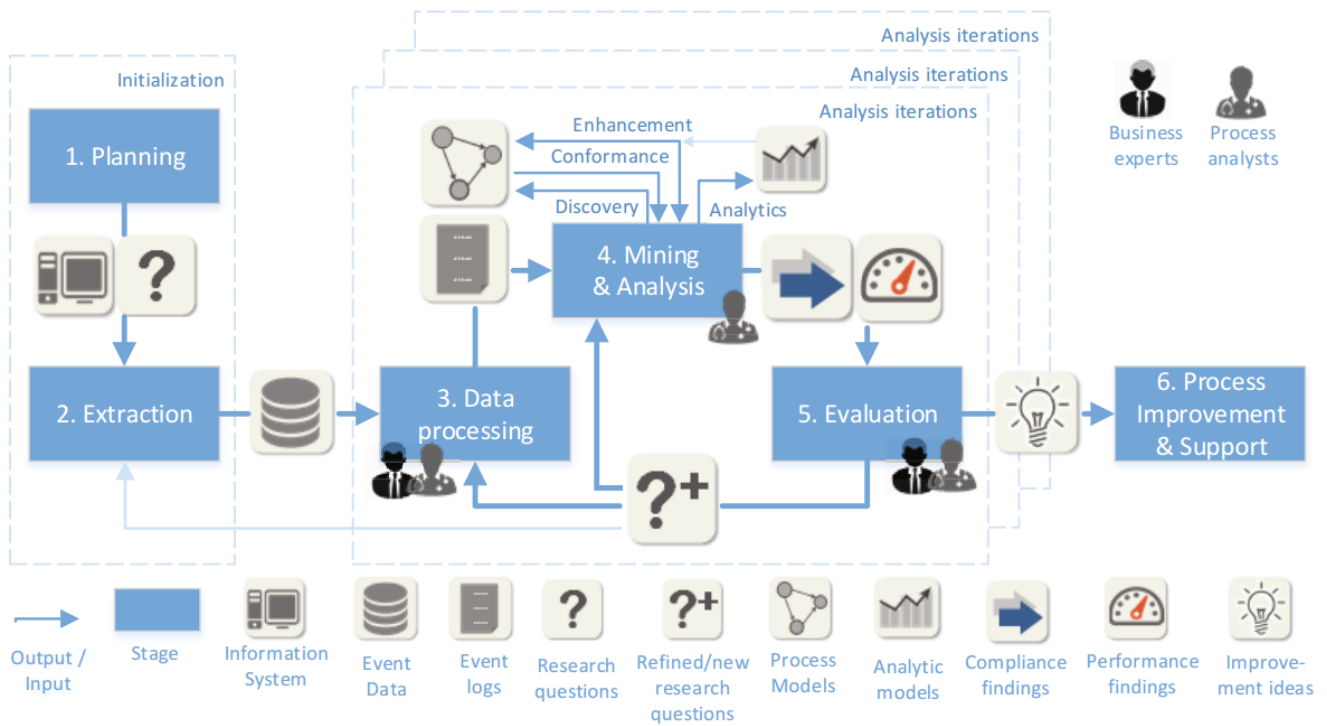 Analysis iterations
Analysis iterations
Analysis iterations
Initialization
1. Planning
Enhancement
Conformance
Discovery
Analytics
Business
experts
Process
analysts
4. Mining
& Analysis
?
2. Extraction
3. Data
processing
5. Evaluation
6. Process
Improvement
& Support
?+
Output /
Input
Stage
Information
System
Event
Data
Event
logs
?
Research
questions
?+
Refined/new
research
questions
Process
Models
Analytic
models
Compliance
findings
Performance
findings
Improve-
ment ideas